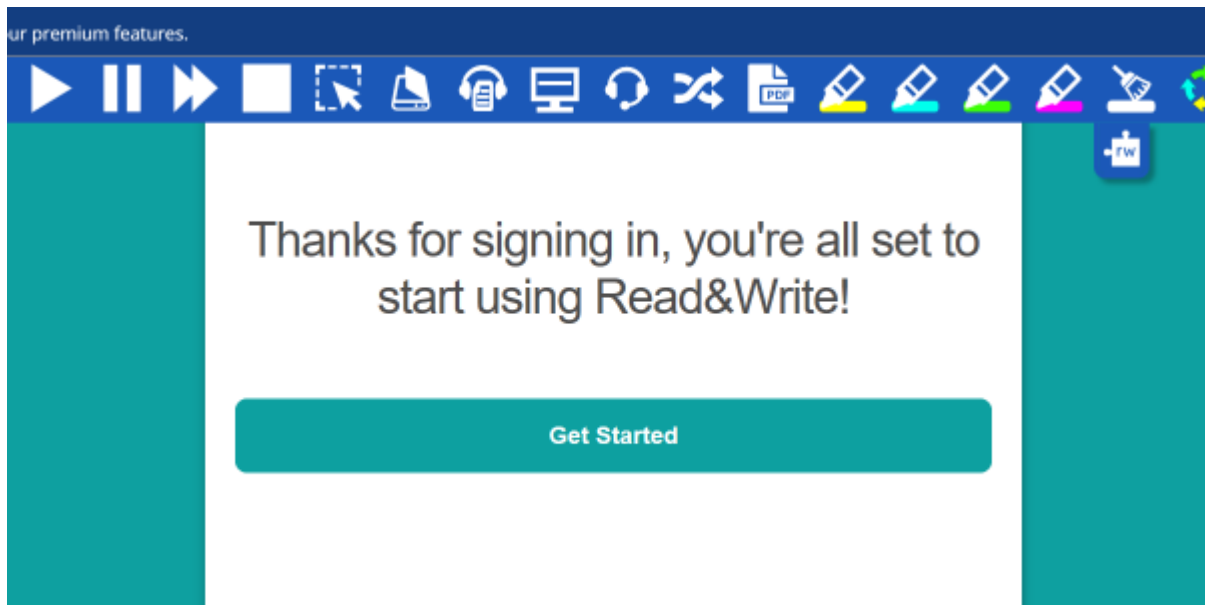 ur premium features.
PDF
rw
Thanks for signing in, you're all set to
start using Read&Write!
Get Started